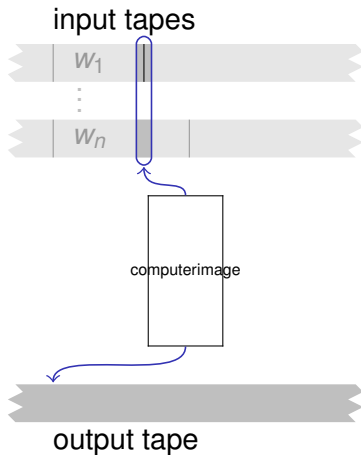 input tapes
w₁
⋮
wₙ
computerimage
output tape